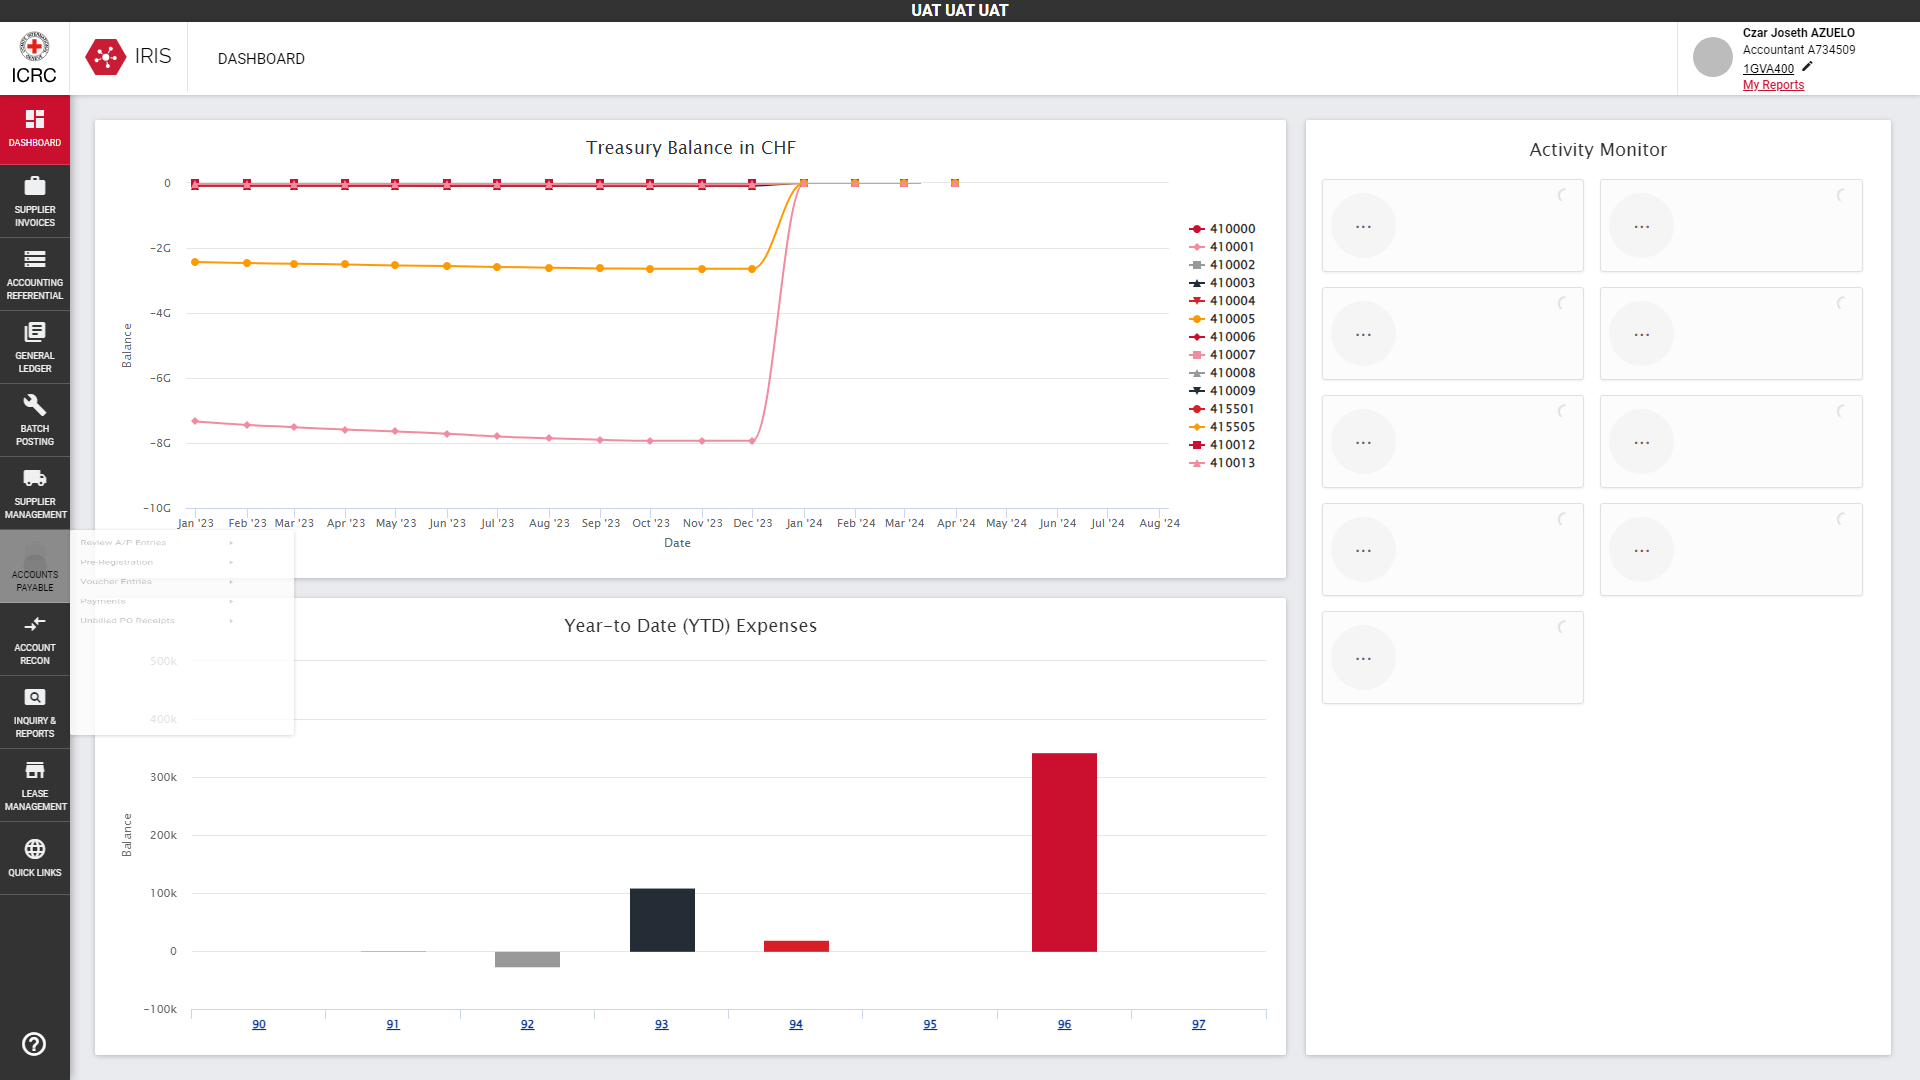 UAT UAT UAT
ICRC
IRIS
DASHBOARD
Czar Joseth AZUELO
Accountant A734509
1GVA400
My Reports
DASHBOARD
SUPPLIER
INVOICES
ACCOUNTING
REFERENTIAL
GENERAL
LEDGER
BATCH
POSTING
SUPPLIER
MANAGEMENT
ACCOUNTS
PAYABLE
ACCOUNT
RECON
INQUIRY &
REPORTS
LEASE
MANAGEMENT
QUICK LINKS
Review A/P Entries
Pre-Registration
Voucher Entries
Payments
Unbilled PO Receipts
Treasury Balance in CHF
Balance
0
−2G
−4G
−6G
−8G
−10G
Jan '23 Feb '23 Mar '23 Apr '23 May '23 Jun '23 Jul '23 Aug '23 Sep '23 Oct '23 Nov '23 Dec '23 Jan '24 Feb '24 Mar '24 Apr '24 May '24 Jun '24 Jul '24 Aug '24
Date
410000
410001
410002
410003
410004
410005
410006
410007
410008
410009
415501
415505
410012
410013
Year-to Date (YTD) Expenses
Balance
500k
400k
300k
200k
100k
0
−100k
90 91 92 93 94 95 96 97
Activity Monitor
... ...
... ...
... ...
... ...
...